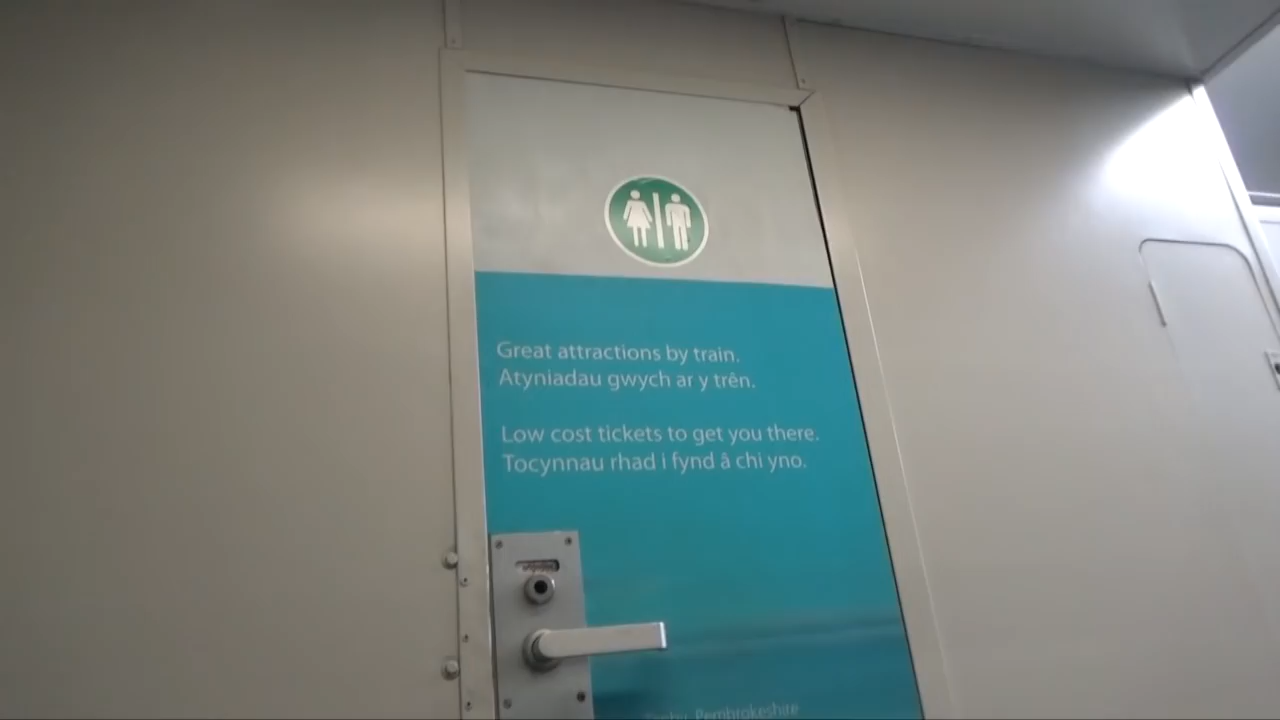 Great attractions by train.
Atyniadau gwych ar y trên.
Low cost tickets to get you there.
Tocynnau rhad i fynd â chi yno.
Pembrokeshire